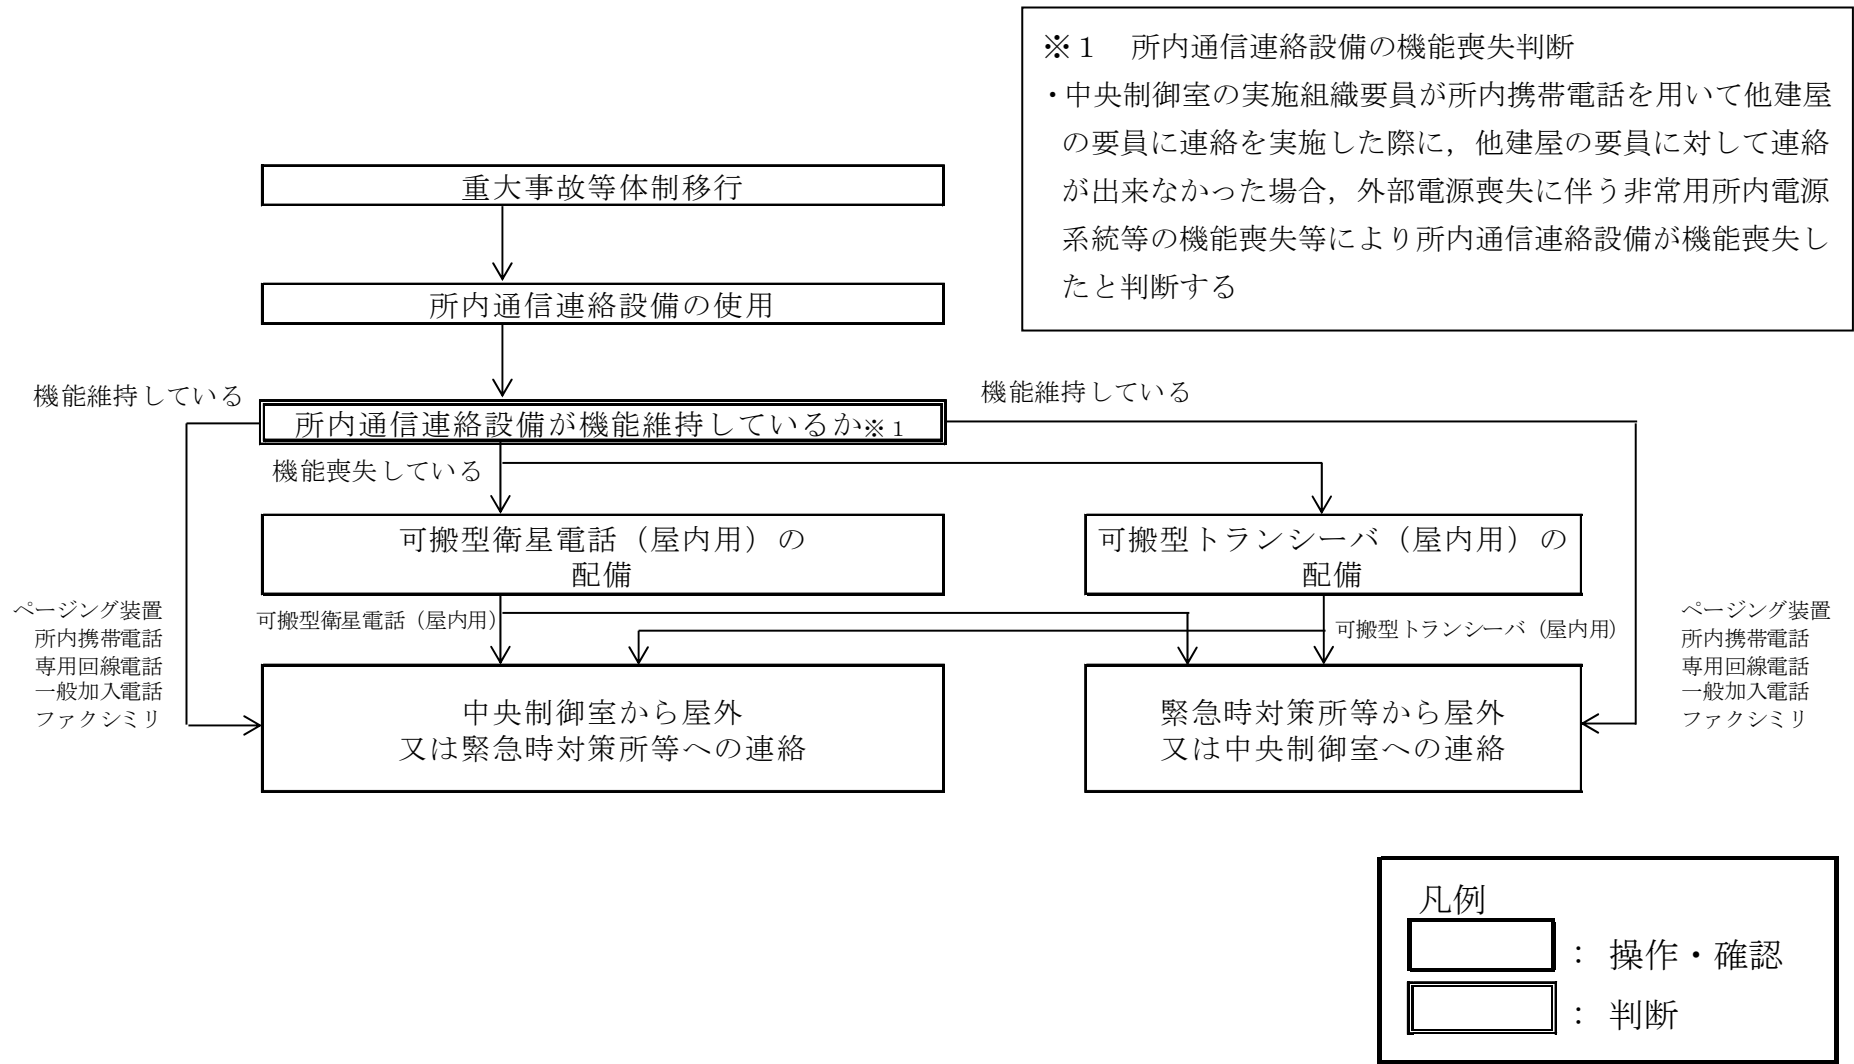 ※１　所内通信連絡設備の機能喪失判断
・中央制御室の実施組織要員が所内携帯電話を用いて他建屋
の要員に連絡を実施した際に，他建屋の要員に対して連絡
が出来なかった場合，外部電源喪失に伴う非常用所内電源
系統等の機能喪失等により所内通信連絡設備が機能喪失し
たと判断する
重大事故等体制移行
所内通信連絡設備の使用
機能維持している
機能維持している
所内通信連絡設備が機能維持しているか※１
機能喪失している
可搬型衛星電話（屋内用）の
配備
可搬型トランシーバ（屋内用）の
配備
ページング装置
所内携帯電話
専用回線電話
一般加入電話
ファクシミリ
可搬型衛星電話（屋内用）
可搬型トランシーバ（屋内用）
ページング装置
所内携帯電話
専用回線電話
一般加入電話
ファクシミリ
中央制御室から屋外
又は緊急時対策所等への連絡
緊急時対策所等から屋外
又は中央制御室への連絡
凡例
：操作・確認
：判断